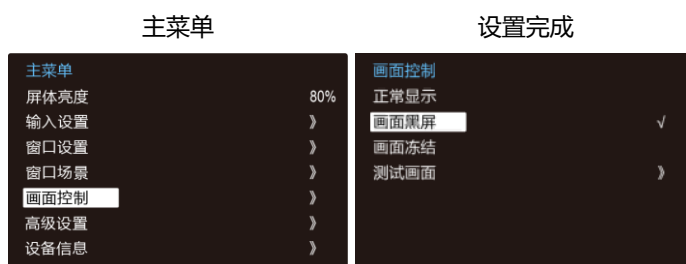 主菜单
主菜单
屏体亮度 80%
输入设置 》
窗口设置 》
窗口场景 》
画面控制 》
高级设置 》
设备信息 》
设置完成
画面控制
正常显示
画面黑屏 √
画面冻结
测试画面 》